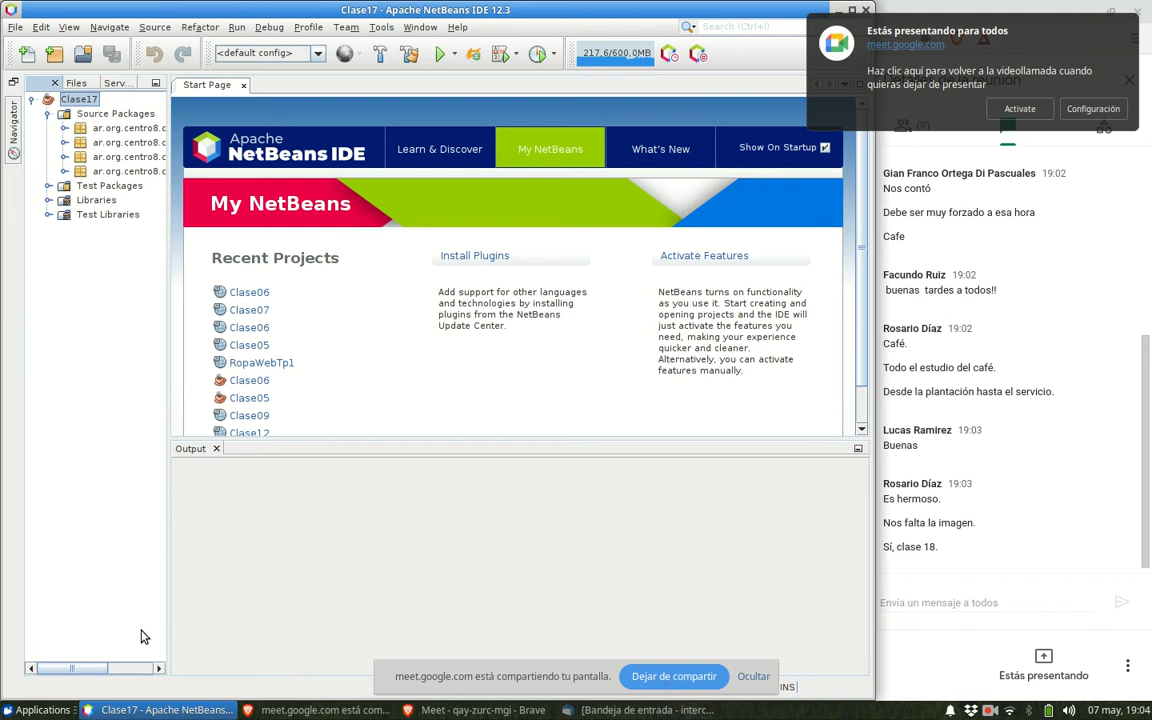 Clase17 - Apache NetBeans IDE 12.3
File Edit View Navigate Source Refactor Run Debug Profile Team Tools Window Help
Search (Ctrl+I)
<default config>
217,6/600,0MB
Files Serv...
Start Page
Navigator
Clase17
Source Packages
ar.org.centro8.c
ar.org.centro8.c
ar.org.centro8.c
ar.org.centro8.c
Test Packages
Libraries
Test Libraries
Apache
NetBeans IDE
Learn & Discover
My NetBeans
What's New
Show On Startup
My NetBeans
Recent Projects
Clase06
Clase07
Clase06
Clase05
RopaWebTp1
Clase06
Clase05
Clase09
Clase12
Install Plugins
Add support for other languages
and technologies by installing
plugins from the NetBeans
Update Center.
Activate Features
NetBeans turns on functionality
as you use it. Start creating and
opening projects and the IDE will
just activate the features you
need, making your experience
quicker and cleaner.
Alternatively, you can activate
features manually.
Output
INS
Estás presentando para todos
meet.google.com
Haz clic aquí para volver a la videollamada cuando
quieras dejar de presentar
Activate
Configuración
(9)
Gian Franco Ortega Di Pascuales 19:02
Nos contó
Debe ser muy forzado a esa hora
Cafe
Facundo Ruiz 19:02
buenas tardes a todos!!
Rosario Díaz 19:02
Café.
Todo el estudio del café.
Desde la plantación hasta el servicio.
Lucas Ramirez 19:03
Buenas
Rosario Díaz 19:03
Es hermoso.
Nos falta la imagen.
Sí, clase 18.
Envía un mensaje a todos
Estás presentando
meet.google.com está compartiendo tu pantalla.
Dejar de compartir
Ocultar
Applications
Clase17 - Apache NetBeans...
meet.google.com está com...
Meet - qay-zurc-mgi - Brave
[Bandeja de entrada - interc...
07 may, 19:04